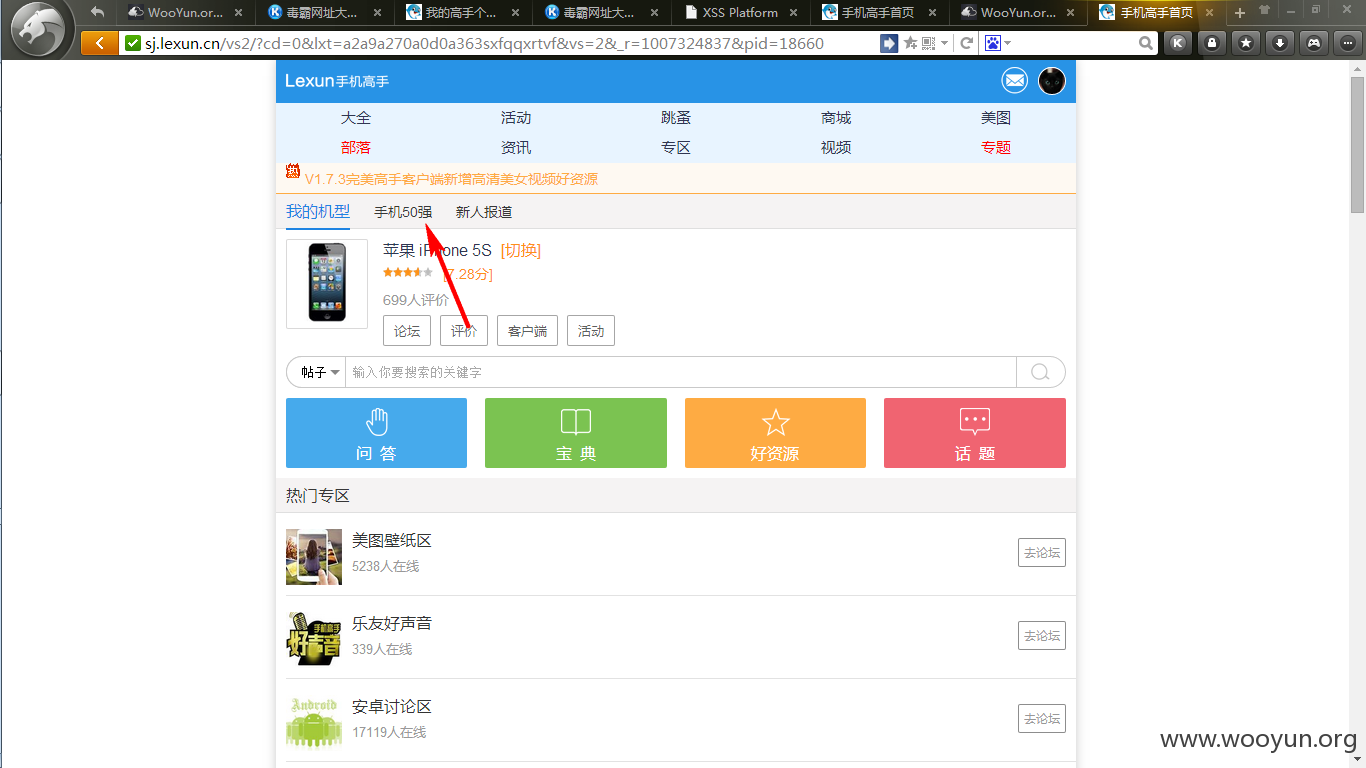 WooYun.or...
毒霸网址大...
我的高手个...
毒霸网址大...
XSS Platform
手机高手首页
WooYun.or...
手机高手首页
sj.lexun.cn/vs2/?cd=0&lxt=a2a9a270a0d0a363sxfqqxrtvf&vs=2&_r=1007324837&pid=18660
Lexun手机高手
大全 活动 跳蚤 商城 美图
部落 资讯 专区 视频 专题
热 V1.7.3完美高手客户端新增高清美女视频好资源
我的机型 手机50强 新人报道
苹果 iPhone 5S [切换]
[7.28分]
699人评价
论坛 评价 客户端 活动
帖子 输入你要搜索的关键字
问 答 宝 典 好资源 话 题
热门专区
美图壁纸区
5238人在线
去论坛
手机高手
好声音
乐友好声音
339人在线
去论坛
Android
安卓讨论区
17119人在线
去论坛
www.wooyun.org